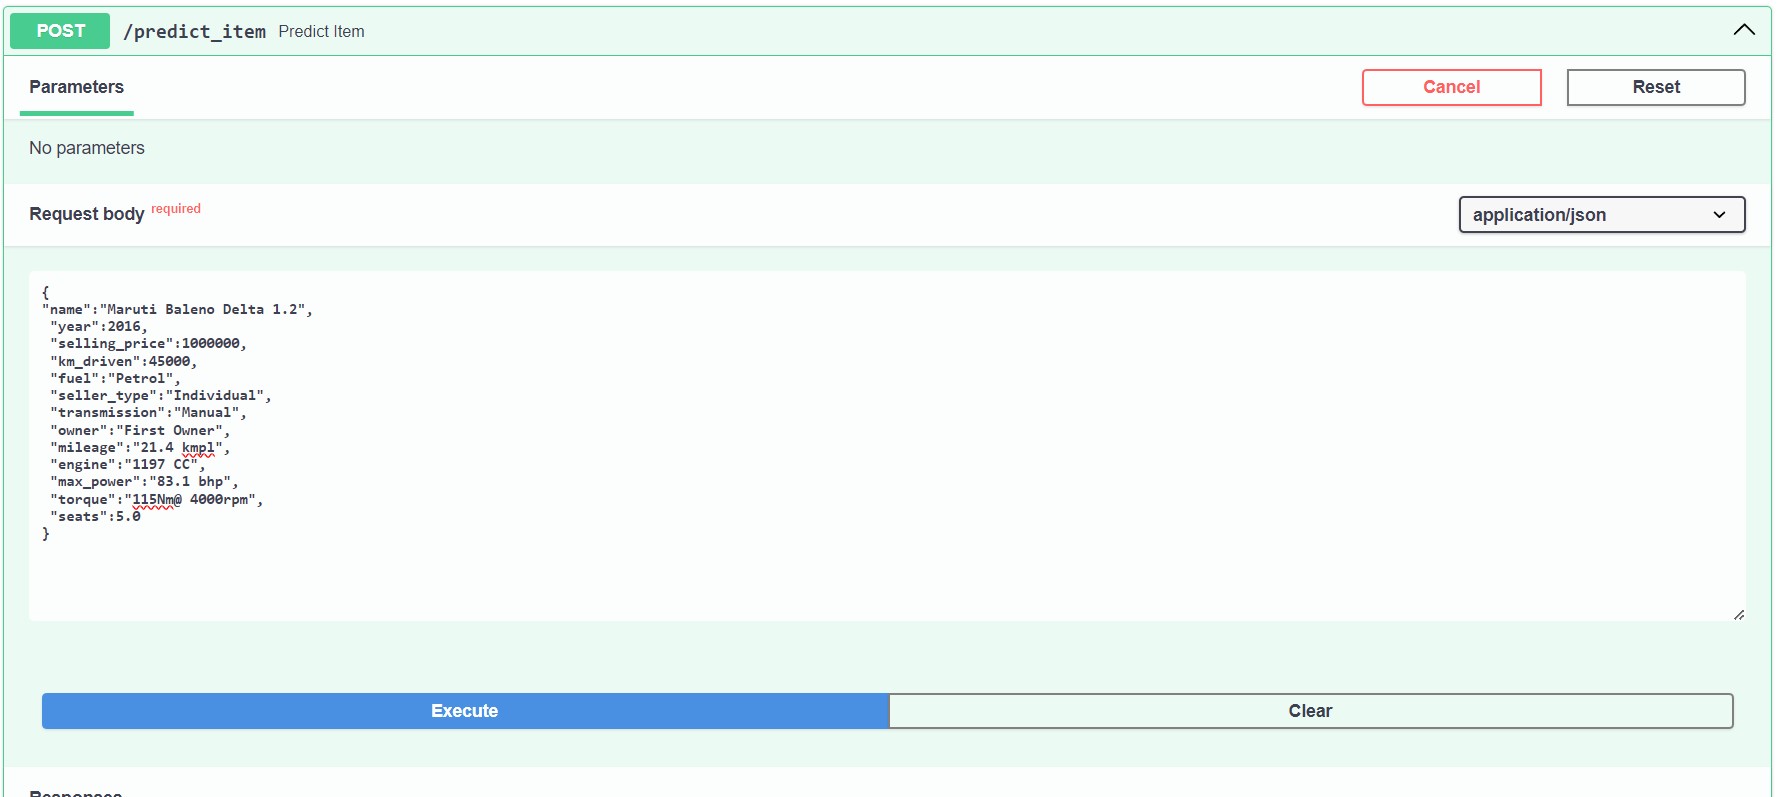 POST /predict_item Predict Item
Parameters
Cancel
Reset
No parameters
Request body required
application/json
{
"name":"Maruti Baleno Delta 1.2",
"year":2016,
"selling_price":1000000,
"km_driven":45000,
"fuel":"Petrol",
"seller_type":"Individual",
"transmission":"Manual",
"owner":"First Owner",
"mileage":"21.4 kmpl",
"engine":"1197 CC",
"max_power":"83.1 bhp",
"torque":"115Nm@ 4000rpm",
"seats":5.0
}
Execute
Clear
Responses